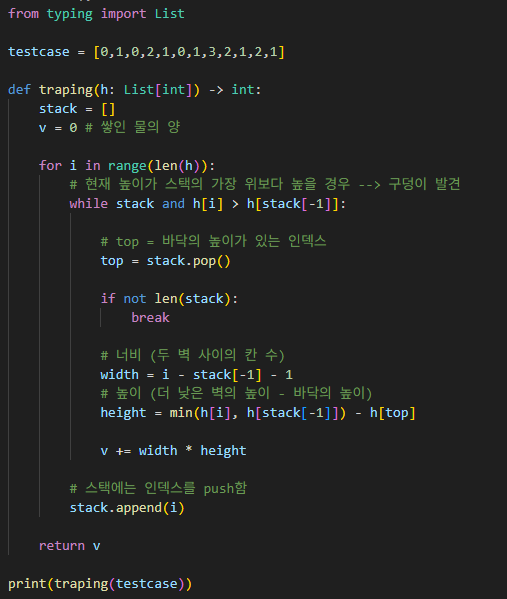 from typing import List
testcase = [0,1,0,2,1,0,1,3,2,1,2,1]
def traping(h: List[int]) -> int:
stack = []
v = 0 # 쌓인 물의 양
for i in range(len(h)):
# 현재 높이가 스택의 가장 위보다 높을 경우 --> 구덩이 발견
while stack and h[i] > h[stack[-1]]:
# top = 바닥의 높이가 있는 인덱스
top = stack.pop()
if not len(stack):
break
# 너비 (두 벽 사이의 칸 수)
width = i - stack[-1] - 1
# 높이 (더 낮은 벽의 높이 - 바닥의 높이)
height = min(h[i], h[stack[-1]]) - h[top]
v += width * height
# 스택에는 인덱스를 push함
stack.append(i)
return v
print(traping(testcase))